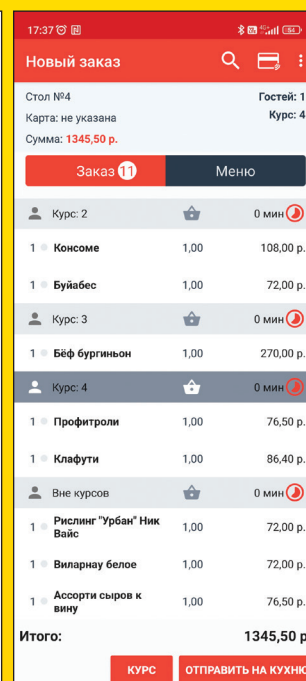 17:37
Новый заказ
Стол №4 Гостей: 1
Карта: не указана Курс: 4
Сумма: 1345,50 р.
Заказ 11 Меню
Курс: 2 0 мин
1 Консоме 1,00 108,00 р.
1 Буйабес 1,00 72,00 р.
Курс: 3 0 мин
1 Бёф бургиньон 1,00 270,00 р.
Курс: 4 0 мин
1 Профитроли 1,00 76,50 р.
1 Клафути 1,00 86,40 р.
Вне курсов 0 мин
1 Рислинг "Урбан" Ник
Вайс 1,00 72,00 р.
1 Виларнау белое 1,00 72,00 р.
1 Ассорти сыров к
вину 1,00 76,50 р.
Итого: 1345,50 р
КУРС ОТПРАВИТЬ НА КУХНЮ